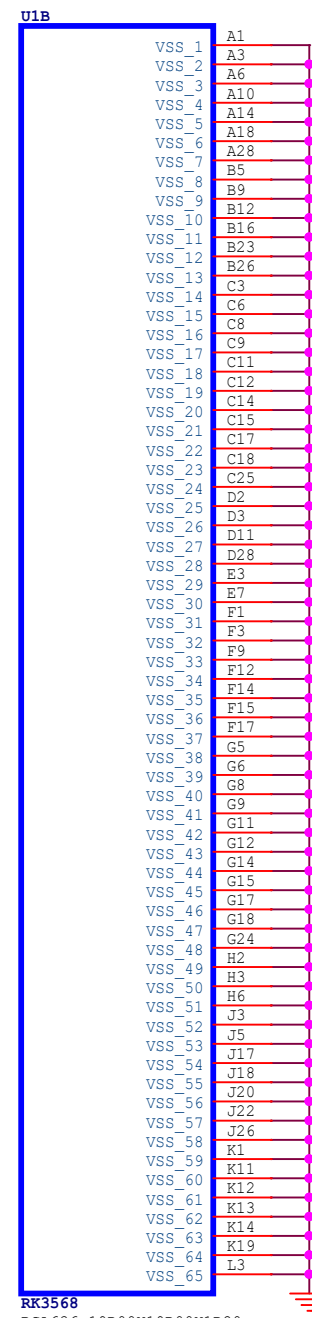 U1B
VSS_1 A1
VSS_2 A3
VSS_3 A6
VSS_4 A10
VSS_5 A14
VSS_6 A18
VSS_7 A28
VSS_8 B5
VSS_9 B9
VSS_10 B12
VSS_11 B16
VSS_12 B23
VSS_13 B26
VSS_14 C3
VSS_15 C6
VSS_16 C8
VSS_17 C9
VSS_18 C11
VSS_19 C12
VSS_20 C14
VSS_21 C15
VSS_22 C17
VSS_23 C18
VSS_24 C25
VSS_25 D2
VSS_26 D3
VSS_27 D11
VSS_28 D28
VSS_29 E3
VSS_30 E7
VSS_31 F1
VSS_32 F3
VSS_33 F9
VSS_34 F12
VSS_35 F14
VSS_36 F15
VSS_37 F17
VSS_38 G5
VSS_39 G6
VSS_40 G8
VSS_41 G9
VSS_42 G11
VSS_43 G12
VSS_44 G14
VSS_45 G15
VSS_46 G17
VSS_47 G18
VSS_48 G24
VSS_49 H2
VSS_50 H3
VSS_51 H6
VSS_52 J3
VSS_53 J5
VSS_54 J17
VSS_55 J18
VSS_56 J20
VSS_57 J22
VSS_58 J26
VSS_59 K1
VSS_60 K11
VSS_61 K12
VSS_62 K13
VSS_63 K14
VSS_64 K19
VSS_65 L3
RK3568